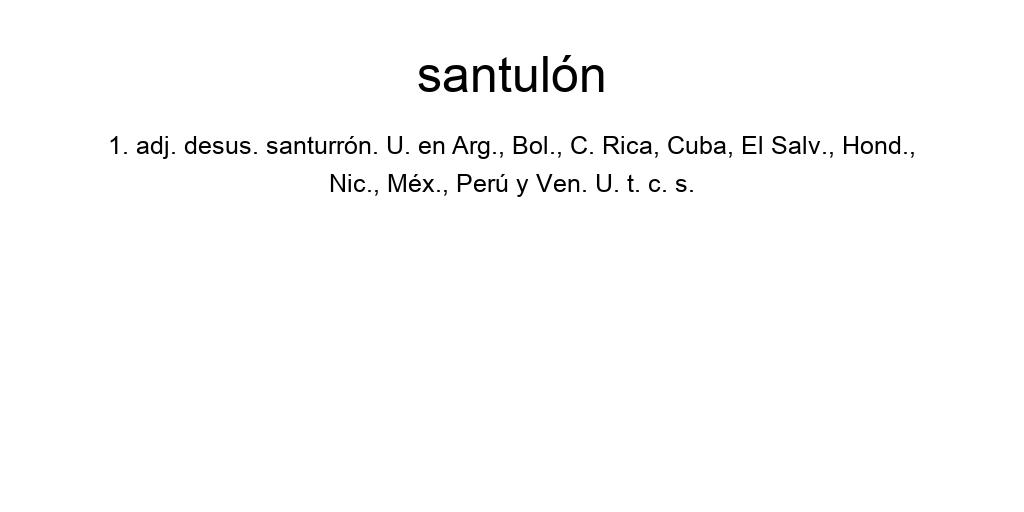 santulón
1. adj. desus. santurrón. U. en Arg., Bol., C. Rica, Cuba, El Salv., Hond.,
Nic., Méx., Perú y Ven. U. t. c. s.